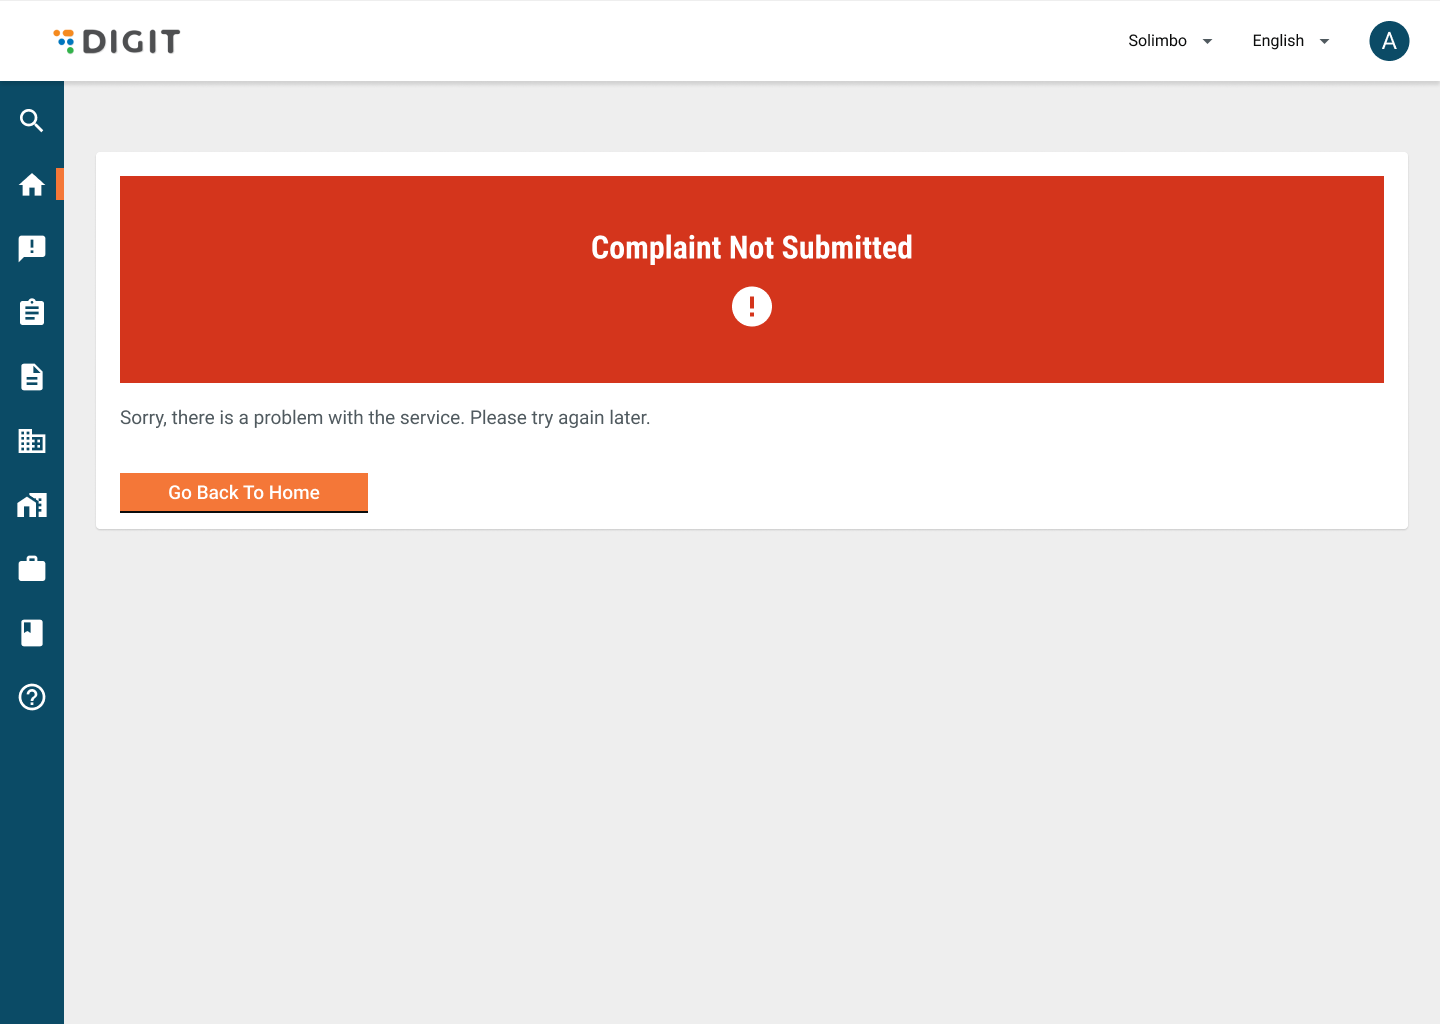 DIGIT
Solimbo
English
A
Complaint Not Submitted
Sorry, there is a problem with the service. Please try again later.
Go Back To Home